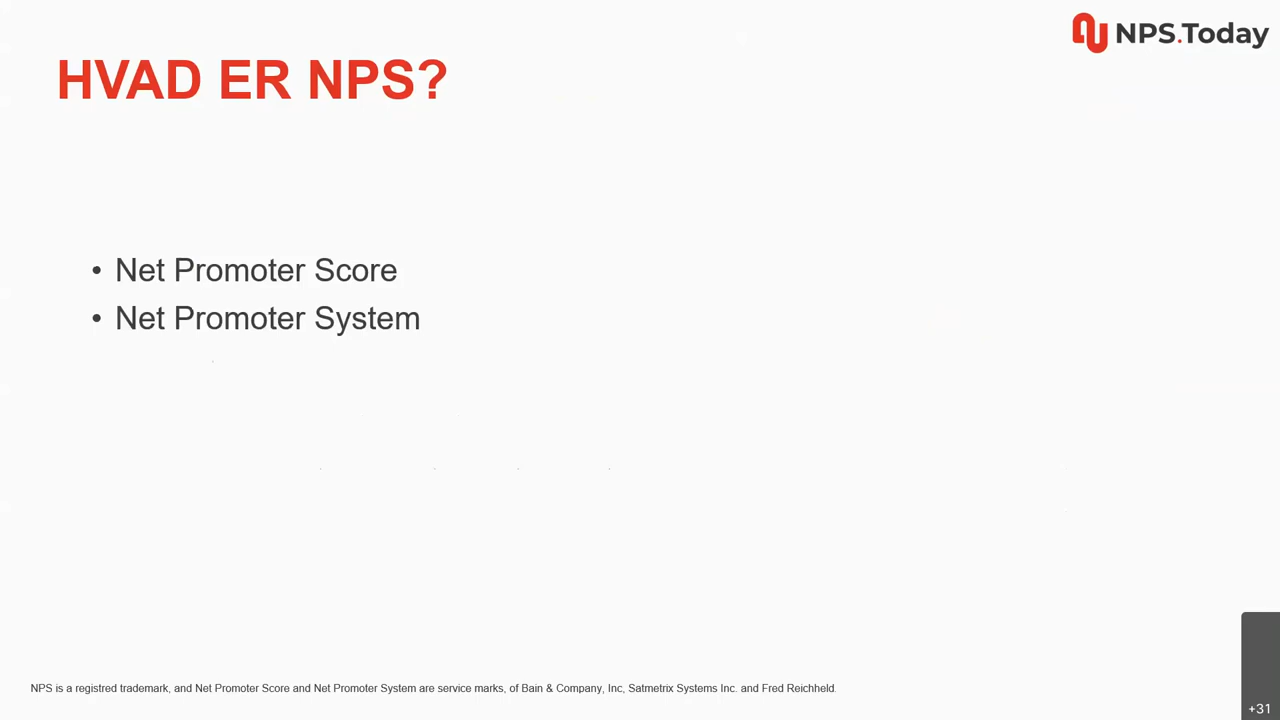 NPS.Today
HVAD ER NPS?
• Net Promoter Score
• Net Promoter System
NPS is a registred trademark, and Net Promoter Score and Net Promoter System are service marks, of Bain & Company, Inc, Satmetrix Systems Inc. and Fred Reichheld.
+31